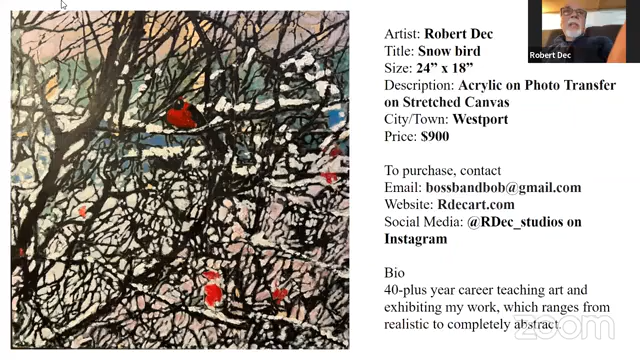 Artist: Robert Dec
Title: Snow bird
Size: 24” x 18”
Description: Acrylic on Photo Transfer
on Stretched Canvas
City/Town: Westport
Price: $900
To purchase, contact
Email: bossbandbob@gmail.com
Website: Rdecart.com
Social Media: @RDec_studios on
Instagram
Bio
40-plus year career teaching art and
exhibiting my work, which ranges from
realistic to completely abstract.
Robert Dec
zoom